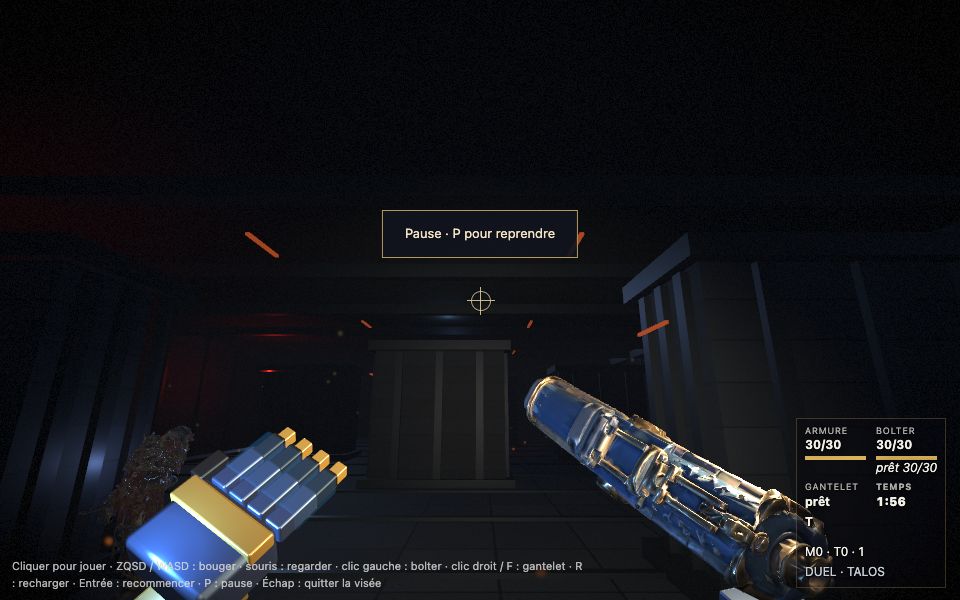 Pause · P pour reprendre
ARMURE BOLTER
30/30 30/30
prêt 30/30
GANTELET TEMPS
prêt 1:56
T
M0 · T0 · 1
DUEL · TALOS
Cliquer pour jouer · ZQSD / WASD : bouger · souris : regarder · clic gauche : bolter · clic droit / F : gantelet · R
: recharger · Entrée : recommencer · P : pause · Échap : quitter la visée